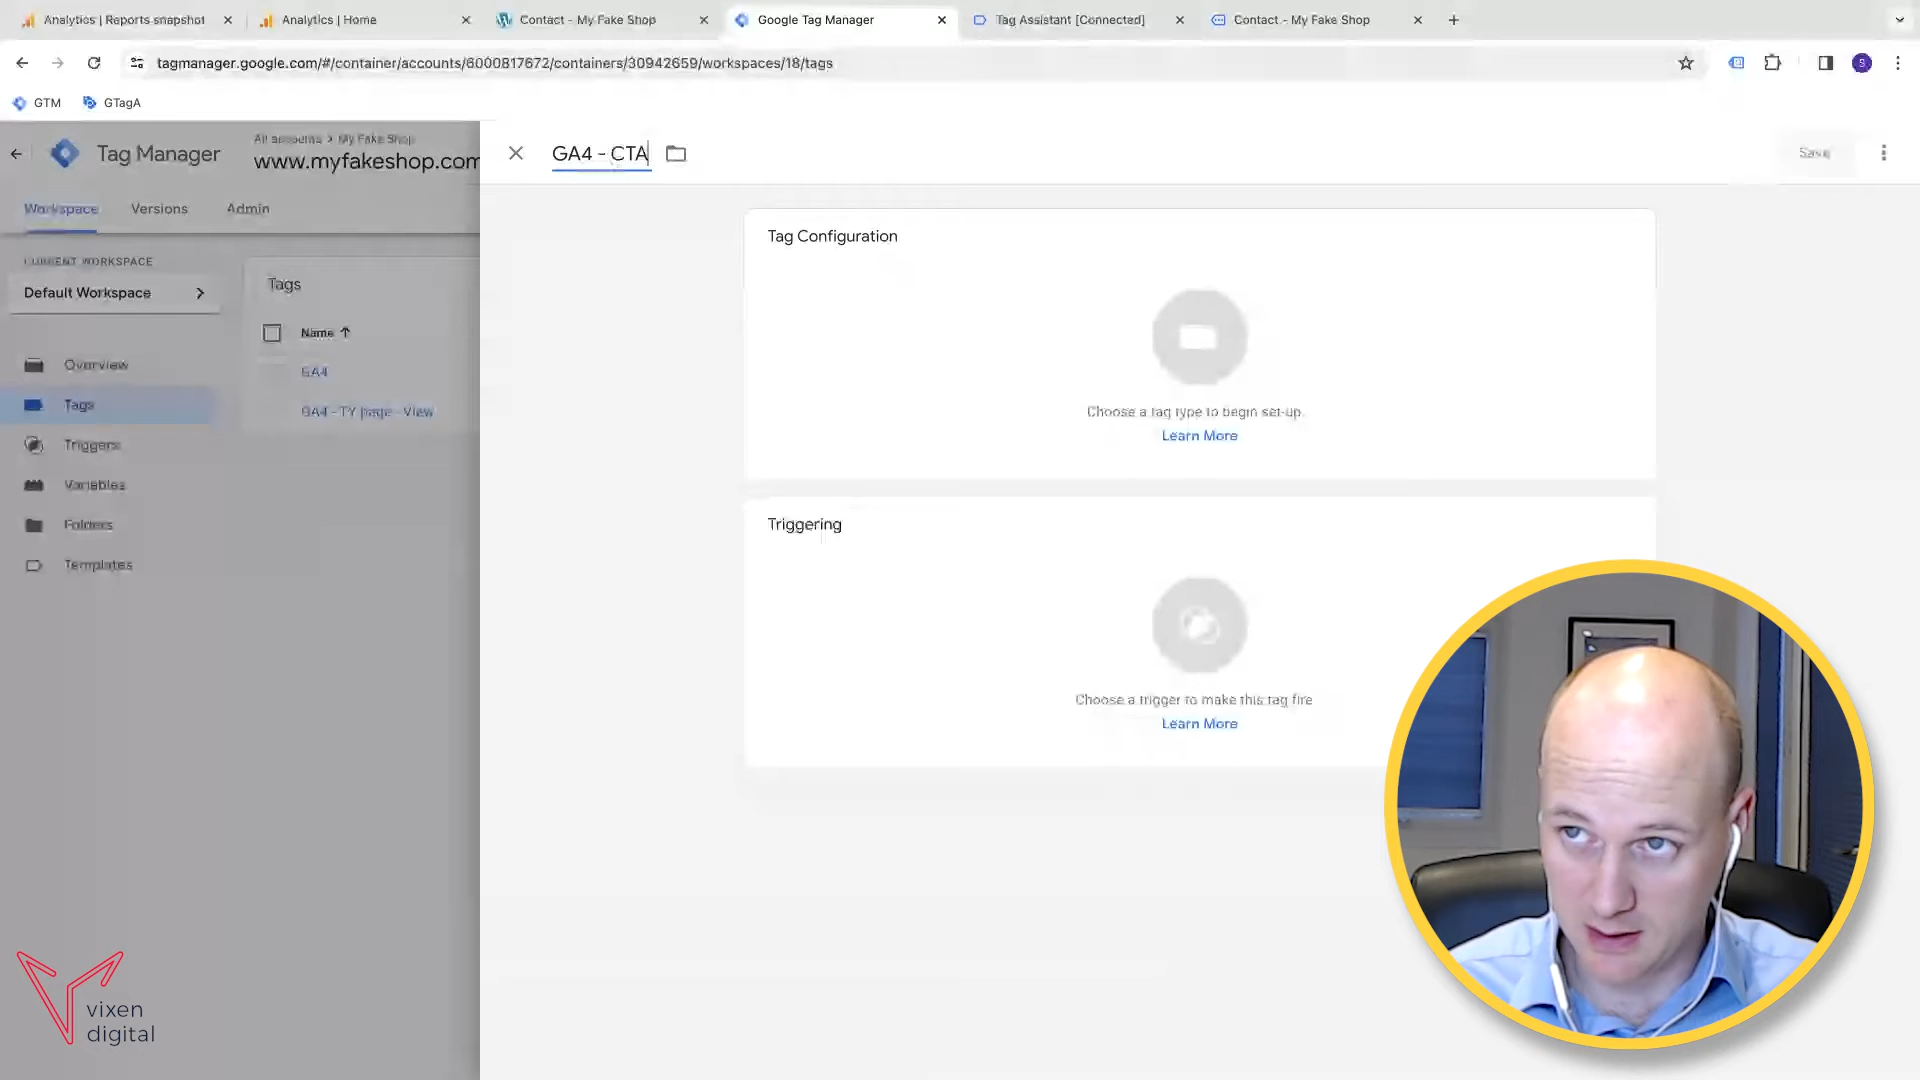 Analytics | Reports snapshot
Analytics | Home
Contact - My Fake Shop
Google Tag Manager
Tag Assistant [Connected]
Contact - My Fake Shop
tagmanager.google.com/#/container/accounts/6000817672/containers/30942659/workspaces/18/tags
S
GTM
GTagA
Tag Manager
All accounts > My Fake Shop
www.myfakeshop.com
GA4 - CTA
Save
Workspace
Versions
Admin
CURRENT WORKSPACE
Default Workspace
Overview
Tags
Triggers
Variables
Folders
Templates
Tags
Name
GA4
GA4 - TY page - View
Tag Configuration
Choose a tag type to begin set-up.
Learn More
Triggering
Choose a trigger to make this tag fire
Learn More
vixen
digital